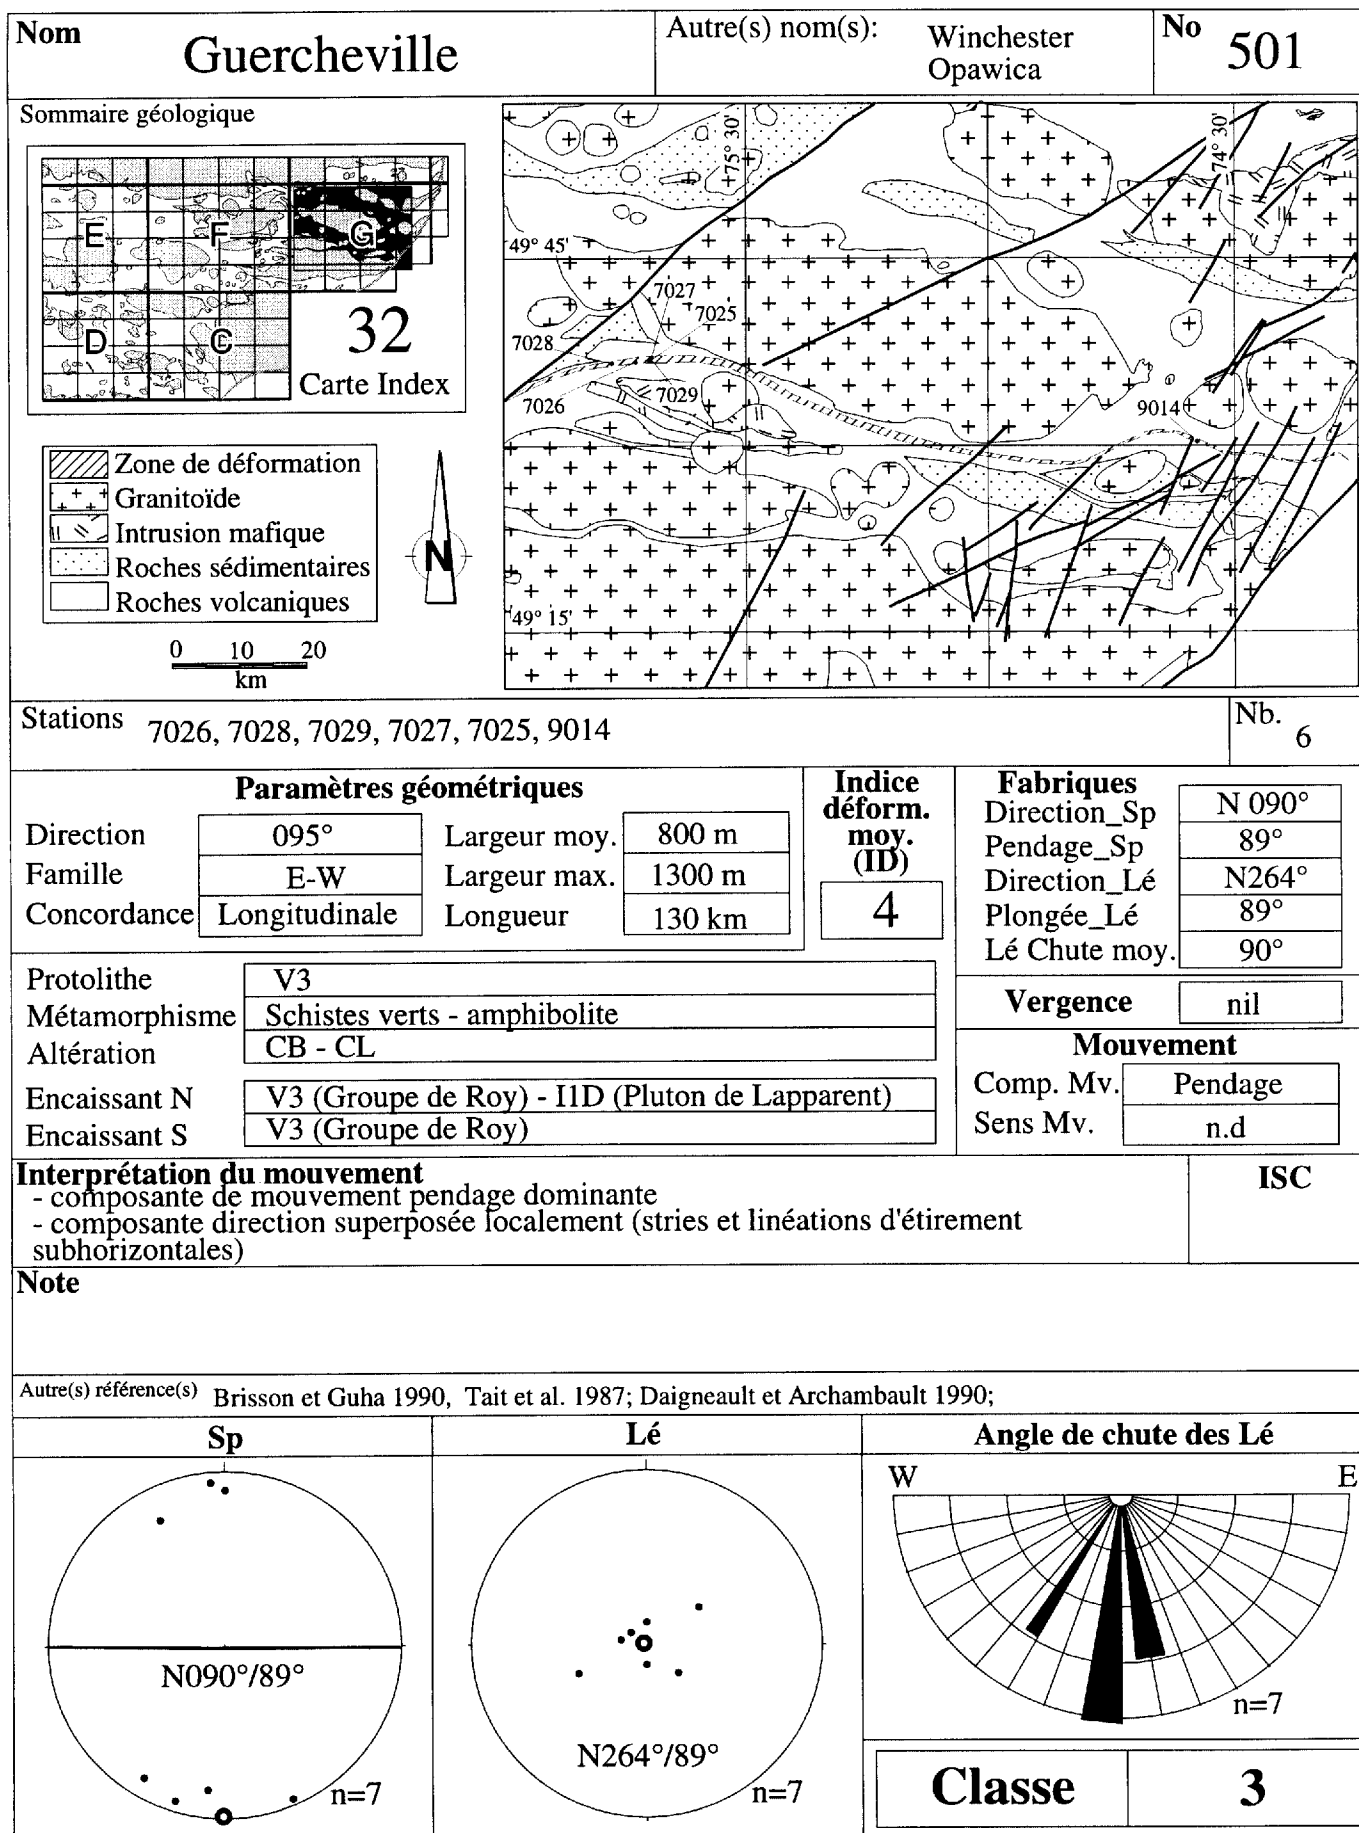 Nom
Guercheville
Autre(s) nom(s):
Winchester
Opawica
No
501
Sommaire géologique
E
F
G
D
C
32
Carte Index
Zone de déformation
Granitoïde
Intrusion mafique
Roches sédimentaires
Roches volcaniques
N
0 10 20
km
75° 30'
74° 30'
49° 45'
7027
7025
7028
7026
7029
9014
49° 15'
Stations 7026, 7028, 7029, 7027, 7025, 9014
Nb.
6
Paramètres géométriques
Direction 095° Largeur moy. 800 m
Famille E-W Largeur max. 1300 m
Concordance Longitudinale Longueur 130 km
Indice
déform.
moy.
(ID)
4
Fabriques
Direction_Sp N 090°
Pendage_Sp 89°
Direction_Lé N264°
Plongée_Lé 89°
Lé Chute moy. 90°
Protolithe V3
Métamorphisme Schistes verts - amphibolite
Altération CB - CL
Encaissant N V3 (Groupe de Roy) - I1D (Pluton de Lapparent)
Encaissant S V3 (Groupe de Roy)
Vergence nil
Mouvement
Comp. Mv. Pendage
Sens Mv. n.d
Interprétation du mouvement
- composante de mouvement pendage dominante
- composante direction superposée localement (stries et linéations d'étirement
subhorizontales)
ISC
Note
Autre(s) référence(s) Brisson et Guha 1990, Tait et al. 1987; Daigneault et Archambault 1990;
Sp
N090°/89°
n=7
Lé
N264°/89°
n=7
Angle de chute des Lé
W E
n=7
Classe 3